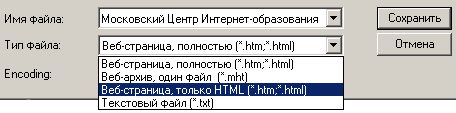 Имя файла: Московский Центр Интернет-образования Сохранить
Тип файла: Веб-страница, полностью (*.htm;*.html) Отмена
Веб-страница, полностью (*.htm;*.html)
Encoding: Веб-архив, один файл (*.mht)
Веб-страница, только HTML (*.htm;*.html)
Текстовый файл (*.txt)